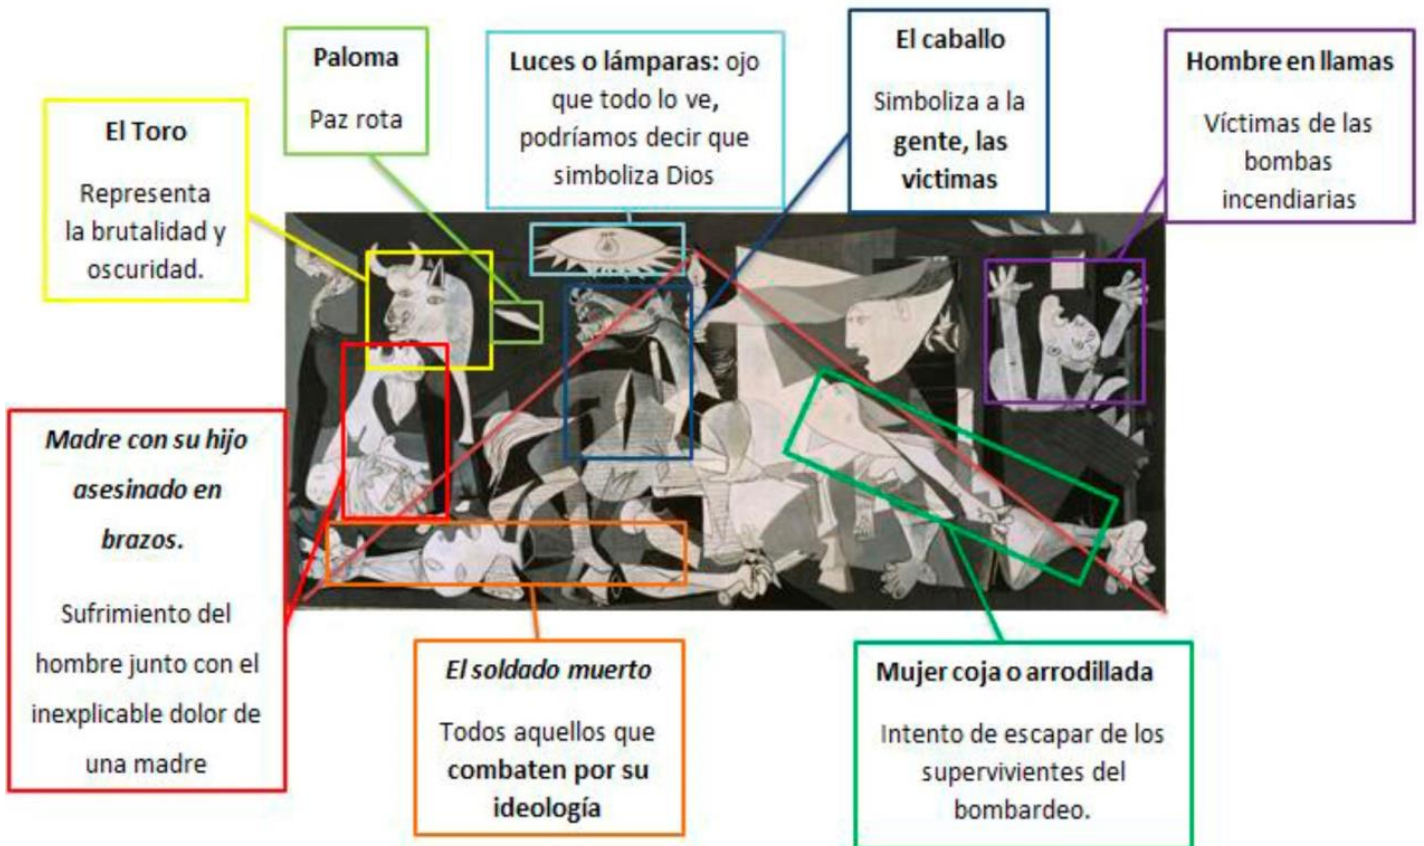 El Toro
Representa
la brutalidad y
oscuridad.
Paloma
Paz rota
Luces o lámparas: ojo
que todo lo ve,
podríamos decir que
simboliza Dios
El caballo
Simboliza a la
gente, las
victimas
Hombre en llamas
Víctimas de las
bombas
incendiarias
Madre con su hijo
asesinado en
brazos.
Sufrimiento del
hombre junto con el
inexplicable dolor de
una madre
El soldado muerto
Todos aquellos que
combaten por su
ideología
Mujer coja o arrodillada
Intento de escapar de los
supervivientes del
bombardeo.